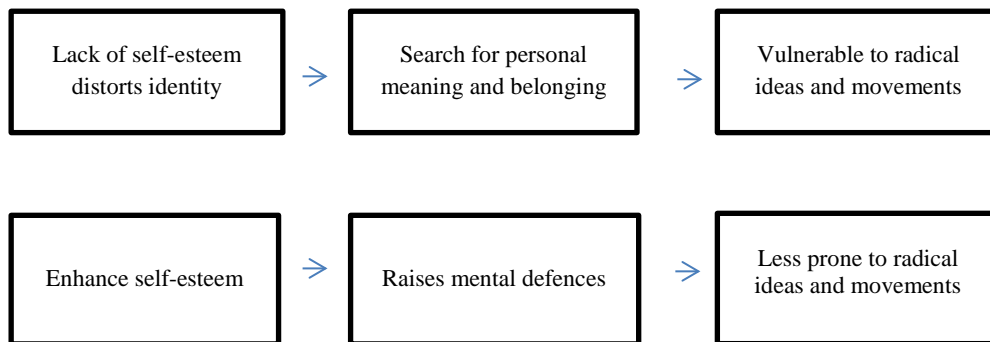 Lack of self-esteem
distorts identity
Search for personal
meaning and belonging
Vulnerable to radical
ideas and movements
Enhance self-esteem
Raises mental defences
Less prone to radical
ideas and movements